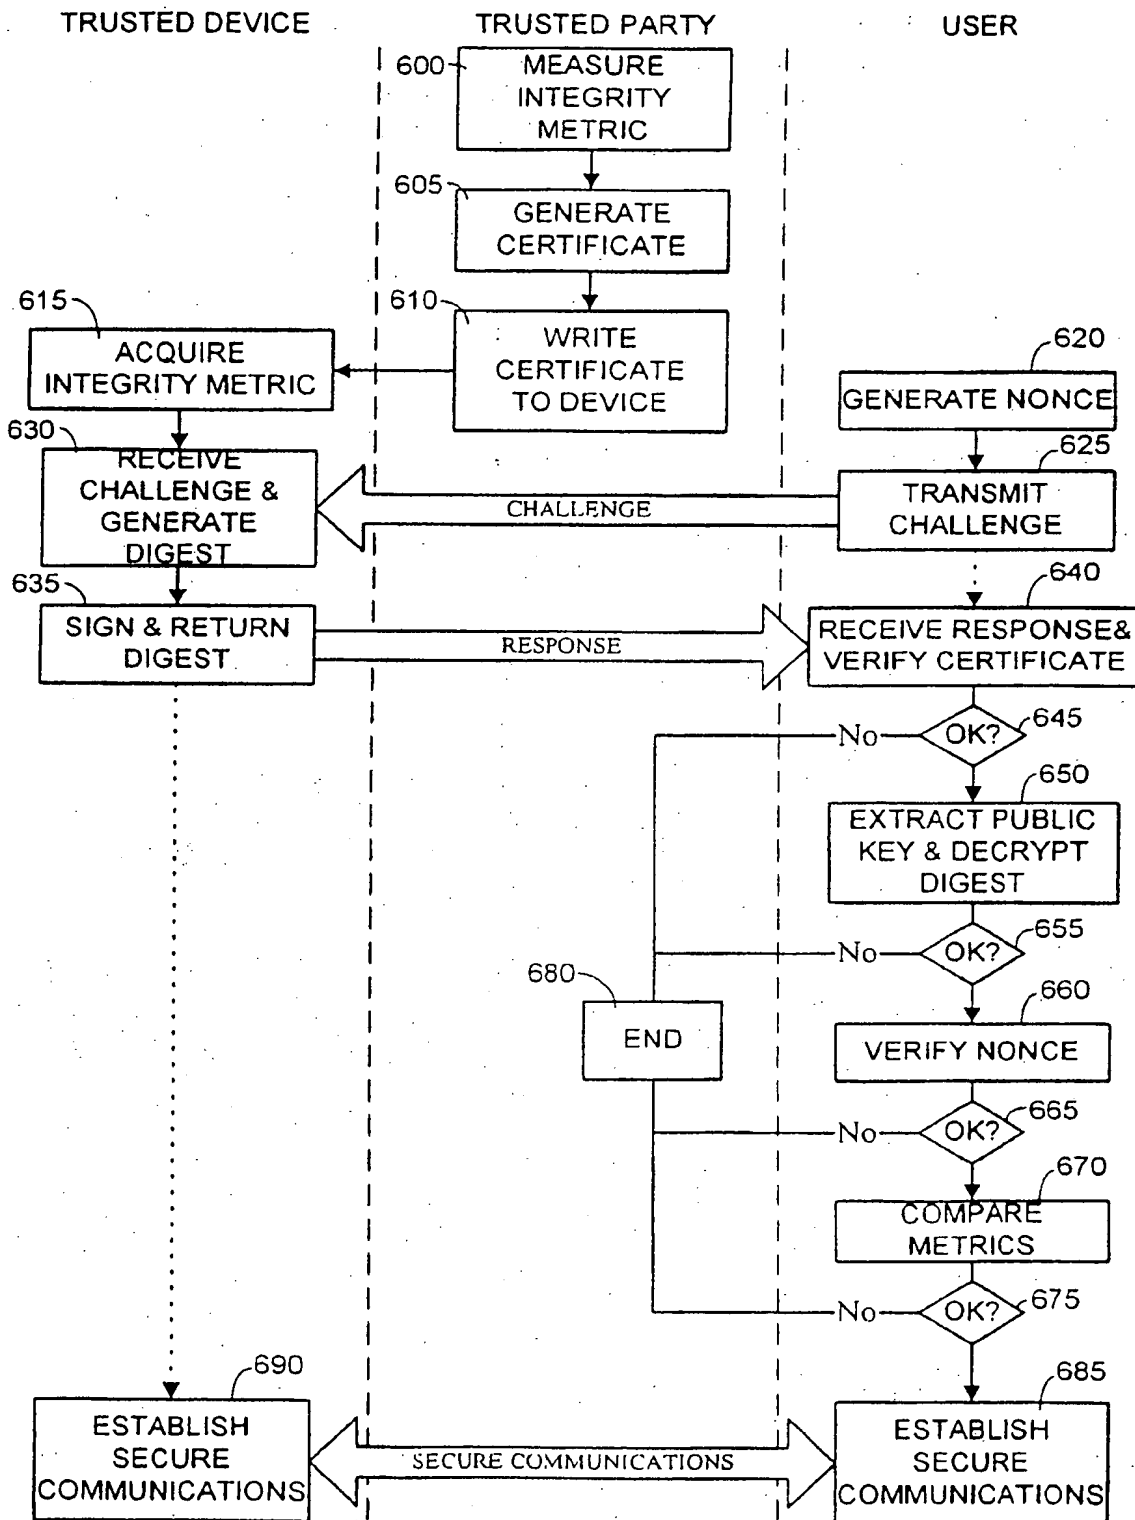 TRUSTED DEVICE
TRUSTED PARTY
USER
600
MEASURE
INTEGRITY
METRIC
605
GENERATE
CERTIFICATE
610
WRITE
CERTIFICATE
TO DEVICE
615
ACQUIRE
INTEGRITY METRIC
620
GENERATE NONCE
625
TRANSMIT
CHALLENGE
CHALLENGE
630
RECEIVE
CHALLENGE &
GENERATE
DIGEST
635
SIGN & RETURN
DIGEST
RESPONSE
640
RECEIVE RESPONSE&
VERIFY CERTIFICATE
No
OK?
645
650
EXTRACT PUBLIC
KEY & DECRYPT
DIGEST
No
OK?
655
680
END
660
VERIFY NONCE
No
OK?
665
670
COMPARE
METRICS
No
OK?
675
690
ESTABLISH
SECURE
COMMUNICATIONS
SECURE COMMUNICATIONS
685
ESTABLISH
SECURE
COMMUNICATIONS